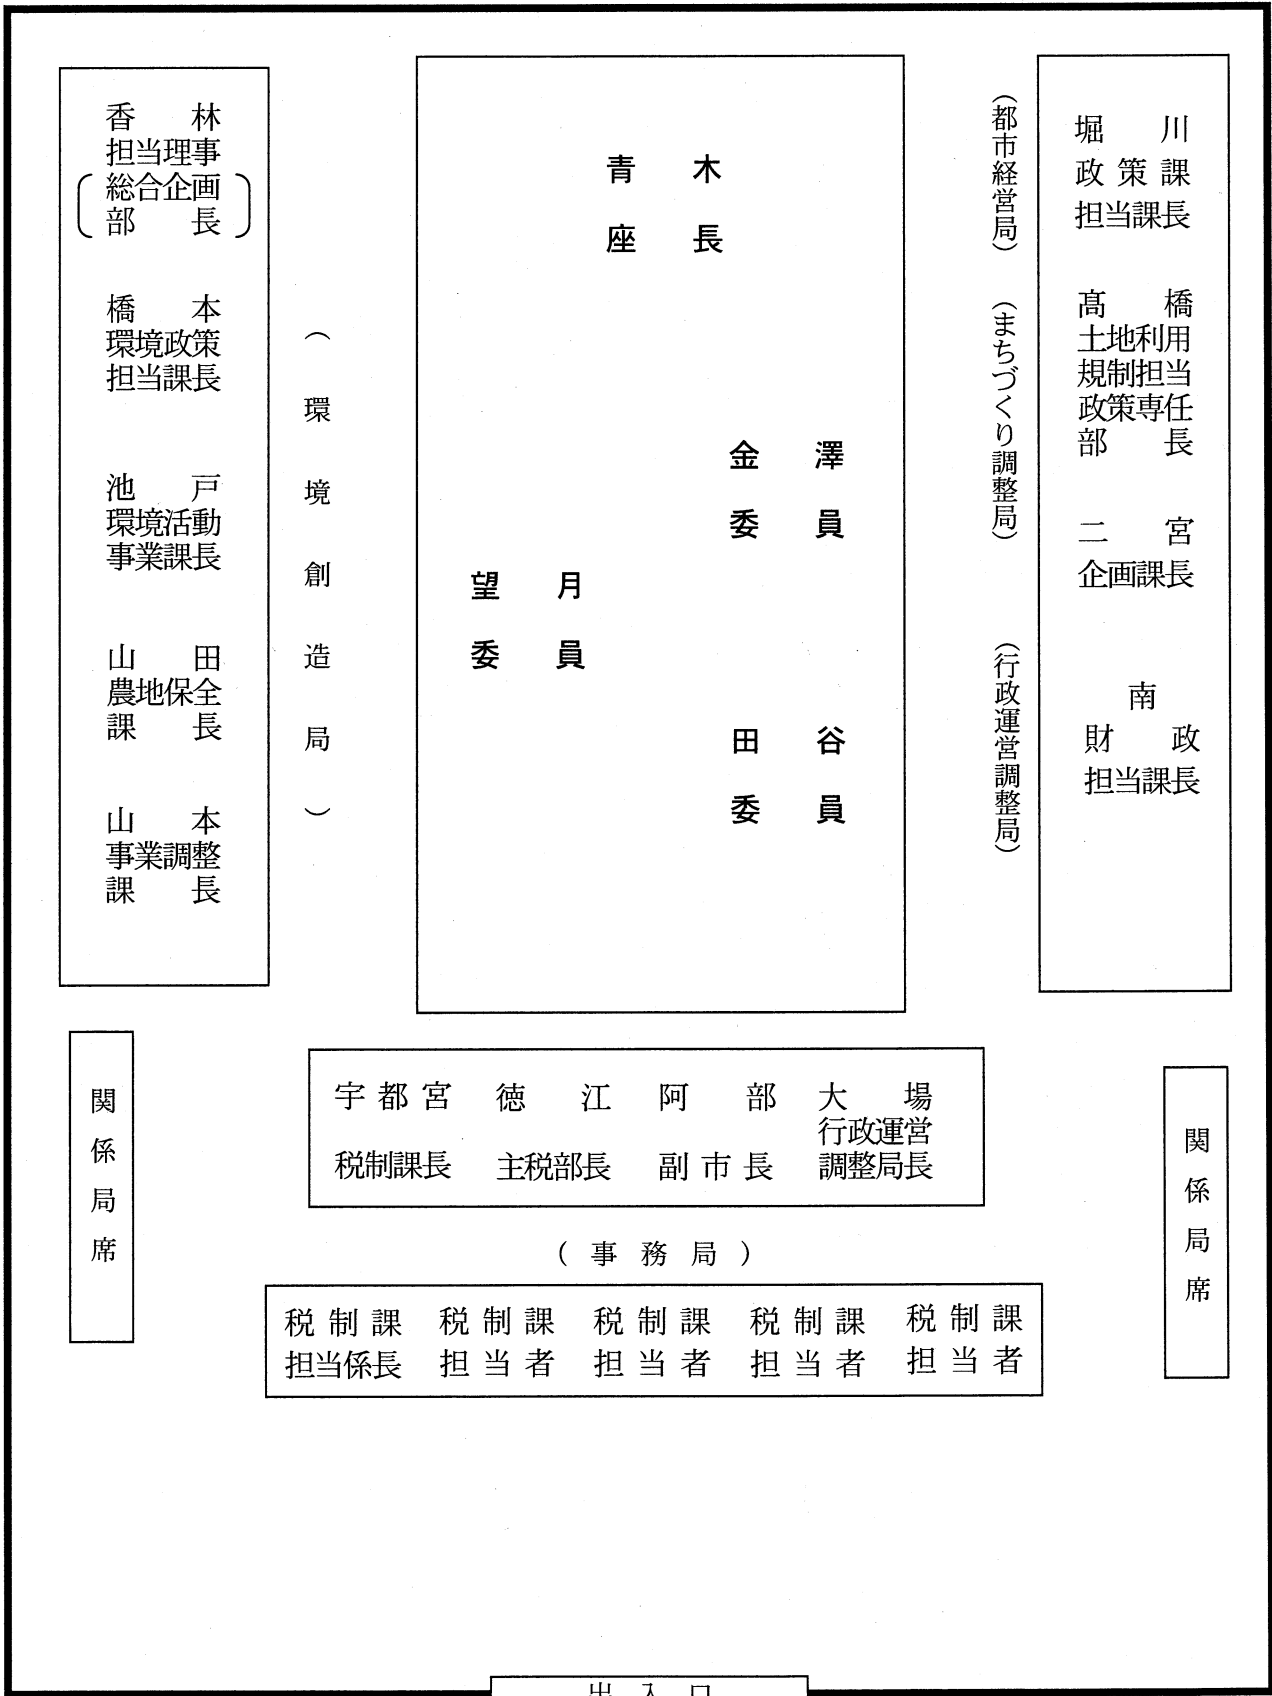 香林
担当理事
(総合企画
部長)
橋本
環境政策
担当課長
池戸
環境活動
事業課長
山田
農地保全
課長
山本
事業調整
課長
(環境創造局)
青木
座長
金澤
委員
望月
委員
田谷
委員
(都市経営局)
(まちづくり調整局)
(行政運営調整局)
堀川
政策課
担当課長
髙橋
土地利用
規制担当
政策専任
部長
二宮
企画課長
南
財政
担当課長
関係局席
宇都宮 徳江 阿部 大場
行政運営
税制課長 主税部長 副市長 調整局長
関係局席
(事務局)
税制課 税制課 税制課 税制課 税制課
担当係長 担当者 担当者 担当者 担当者
出入口